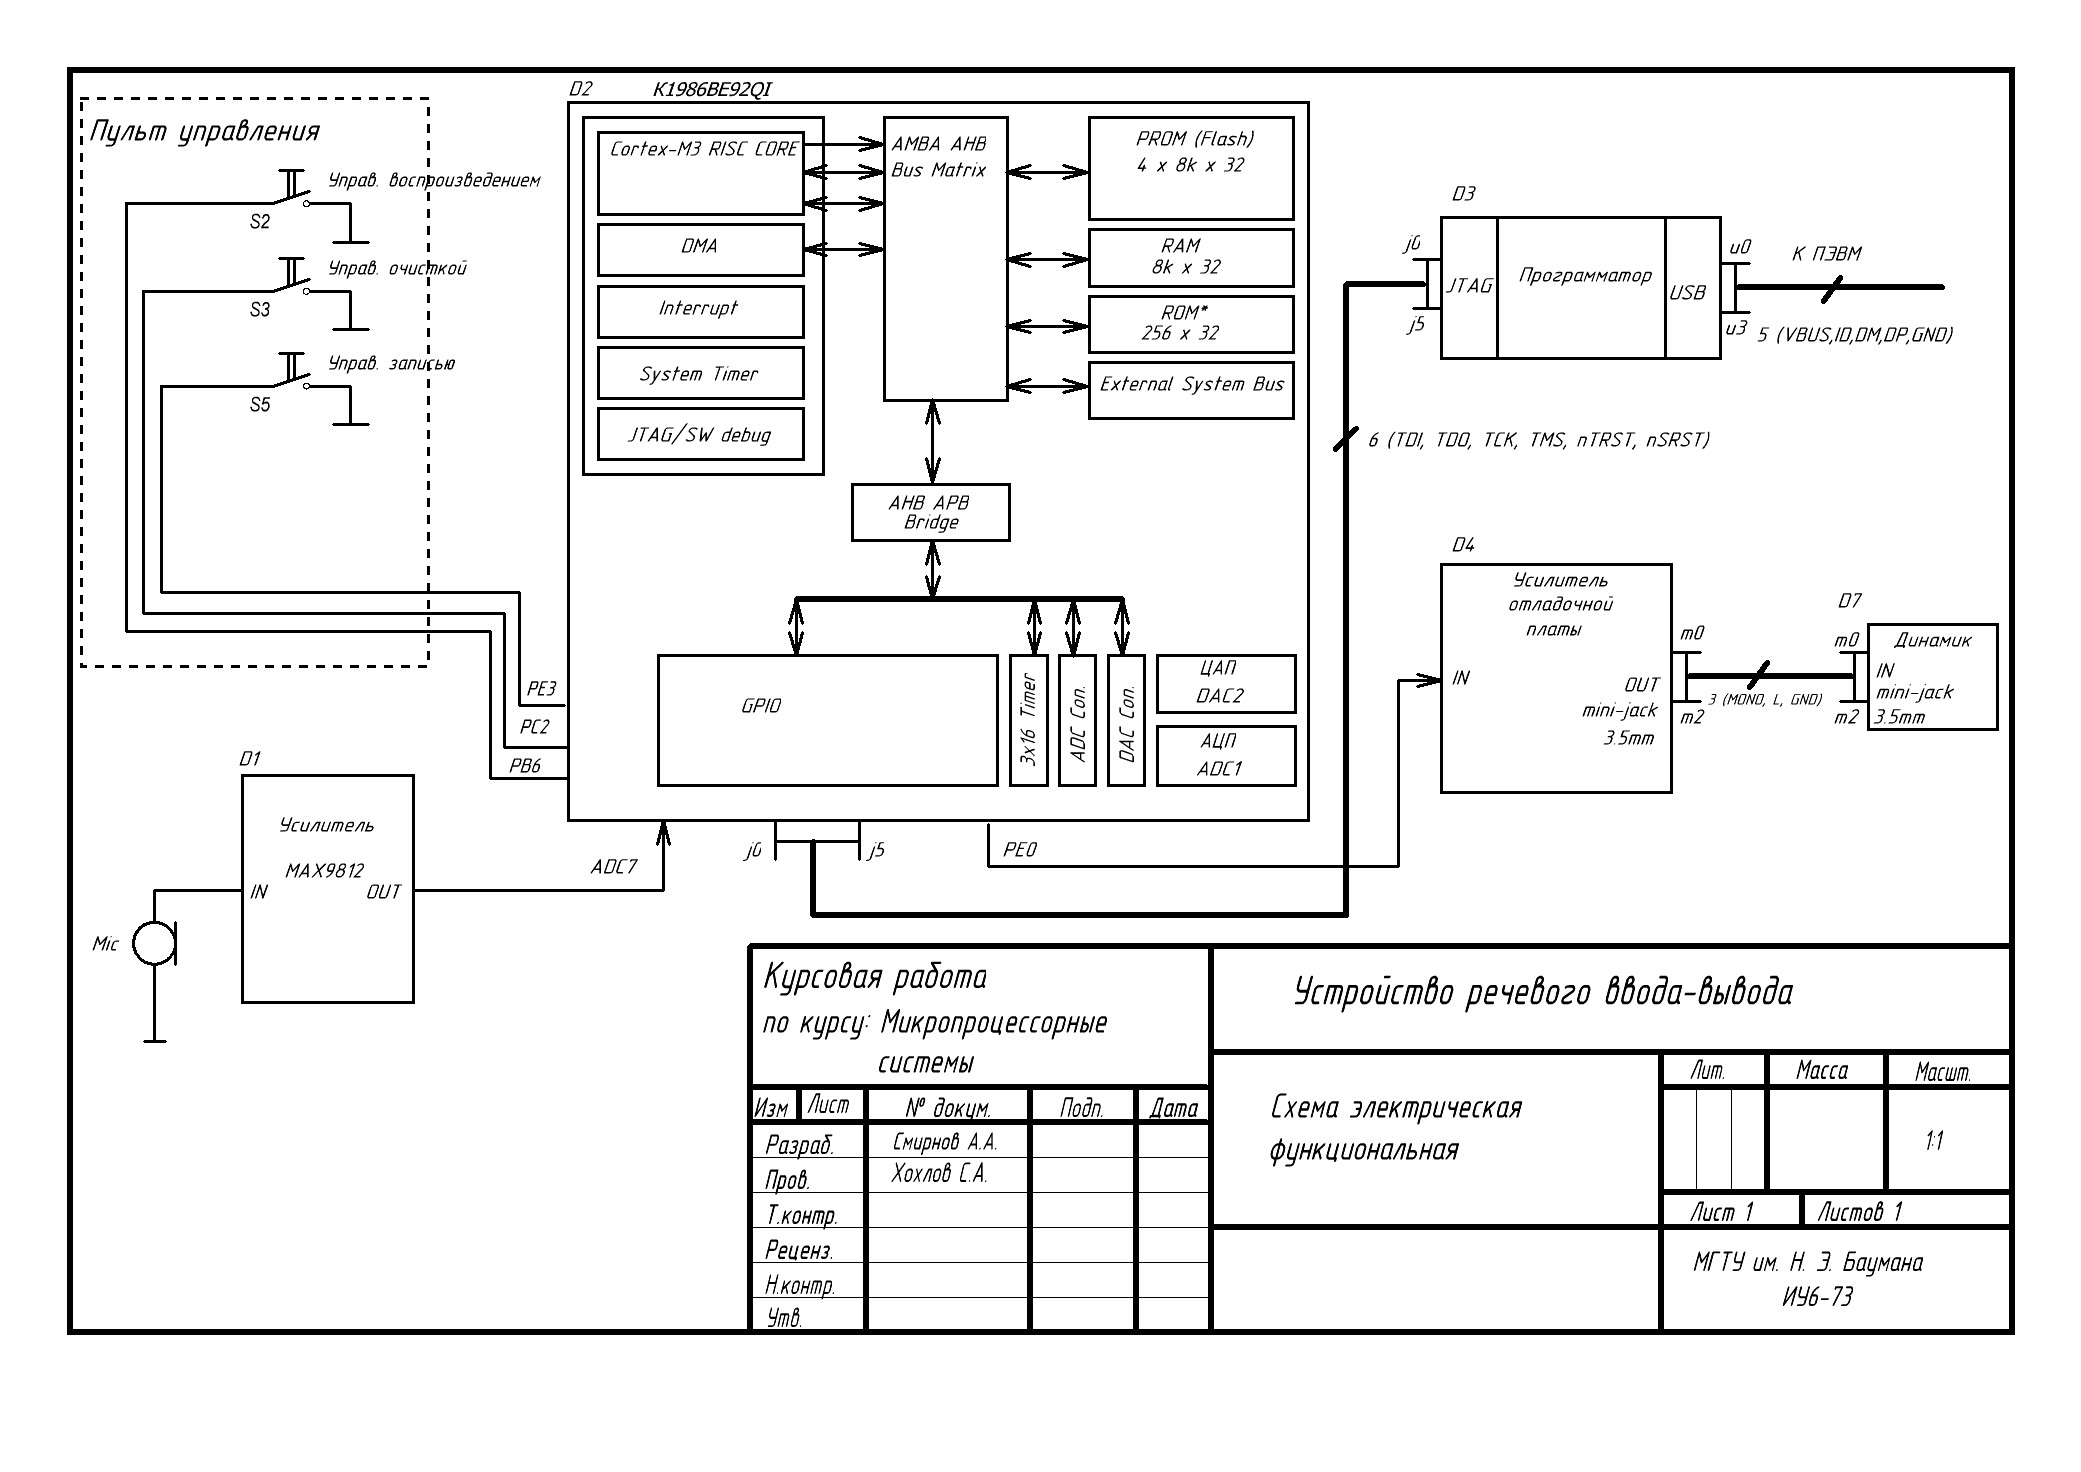 D2
K1986BE92QI
Пульт управления
Управ. воспроизведением
S2
Управ. очисткой
S3
Управ. записью
S5
Cortex-M3 RISC CORE
DMA
Interrupt
System Timer
JTAG/SW debug
AMBA AHB
Bus Matrix
PROM (Flash)
4 x 8k x 32
RAM
8k x 32
ROM*
256 x 32
External System Bus
AHB APB
Bridge
GPIO
3x16 Timer
ADC Con.
DAC Con.
ЦАП
DAC2
АЦП
ADC1
PE3
PC2
PB6
D3
j0
j5
JTAG
Программатор
USB
u0
u3
К ПЭВМ
5 (VBUS,ID,DM,DP,GND)
6 (TDI, TDO, TCK, TMS, nTRST, nSRST)
D4
Усилитель
отладочной
платы
IN
OUT
mini-jack
3.5mm
m0
m2
3 (MONO, L, GND)
D7
m0
m2
Динамик
IN
mini-jack
3.5mm
D1
Усилитель
MAX9812
IN
OUT
Mic
ADC7
j0
j5
PE0
Курсовая работа
по курсу: Микропроцессорные
системы
Устройство речевого ввода-вывода
Схема электрическая
функциональная
Лит.
Масса
Масшт.
1:1
Лист 1
Листов 1
МГТУ им. Н. Э. Баумана
ИУ6-73
Изм
Лист
№ докум.
Подп.
Дата
Разраб.
Смирнов А.А.
Пров.
Хохлов С.А.
Т.контр.
Реценз.
Н.контр.
Утв.